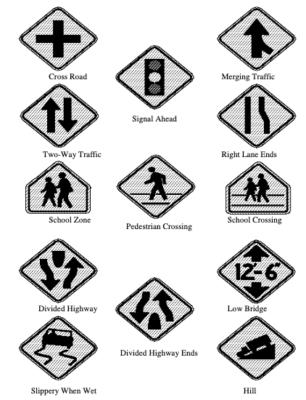 Cross Road
Merging Traffic
Signal Ahead
Two-Way Traffic
Right Lane Ends
School Zone
Pedestrian Crossing
School Crossing
12'-6"
Divided Highway
Low Bridge
Divided Highway Ends
Slippery When Wet
Hill